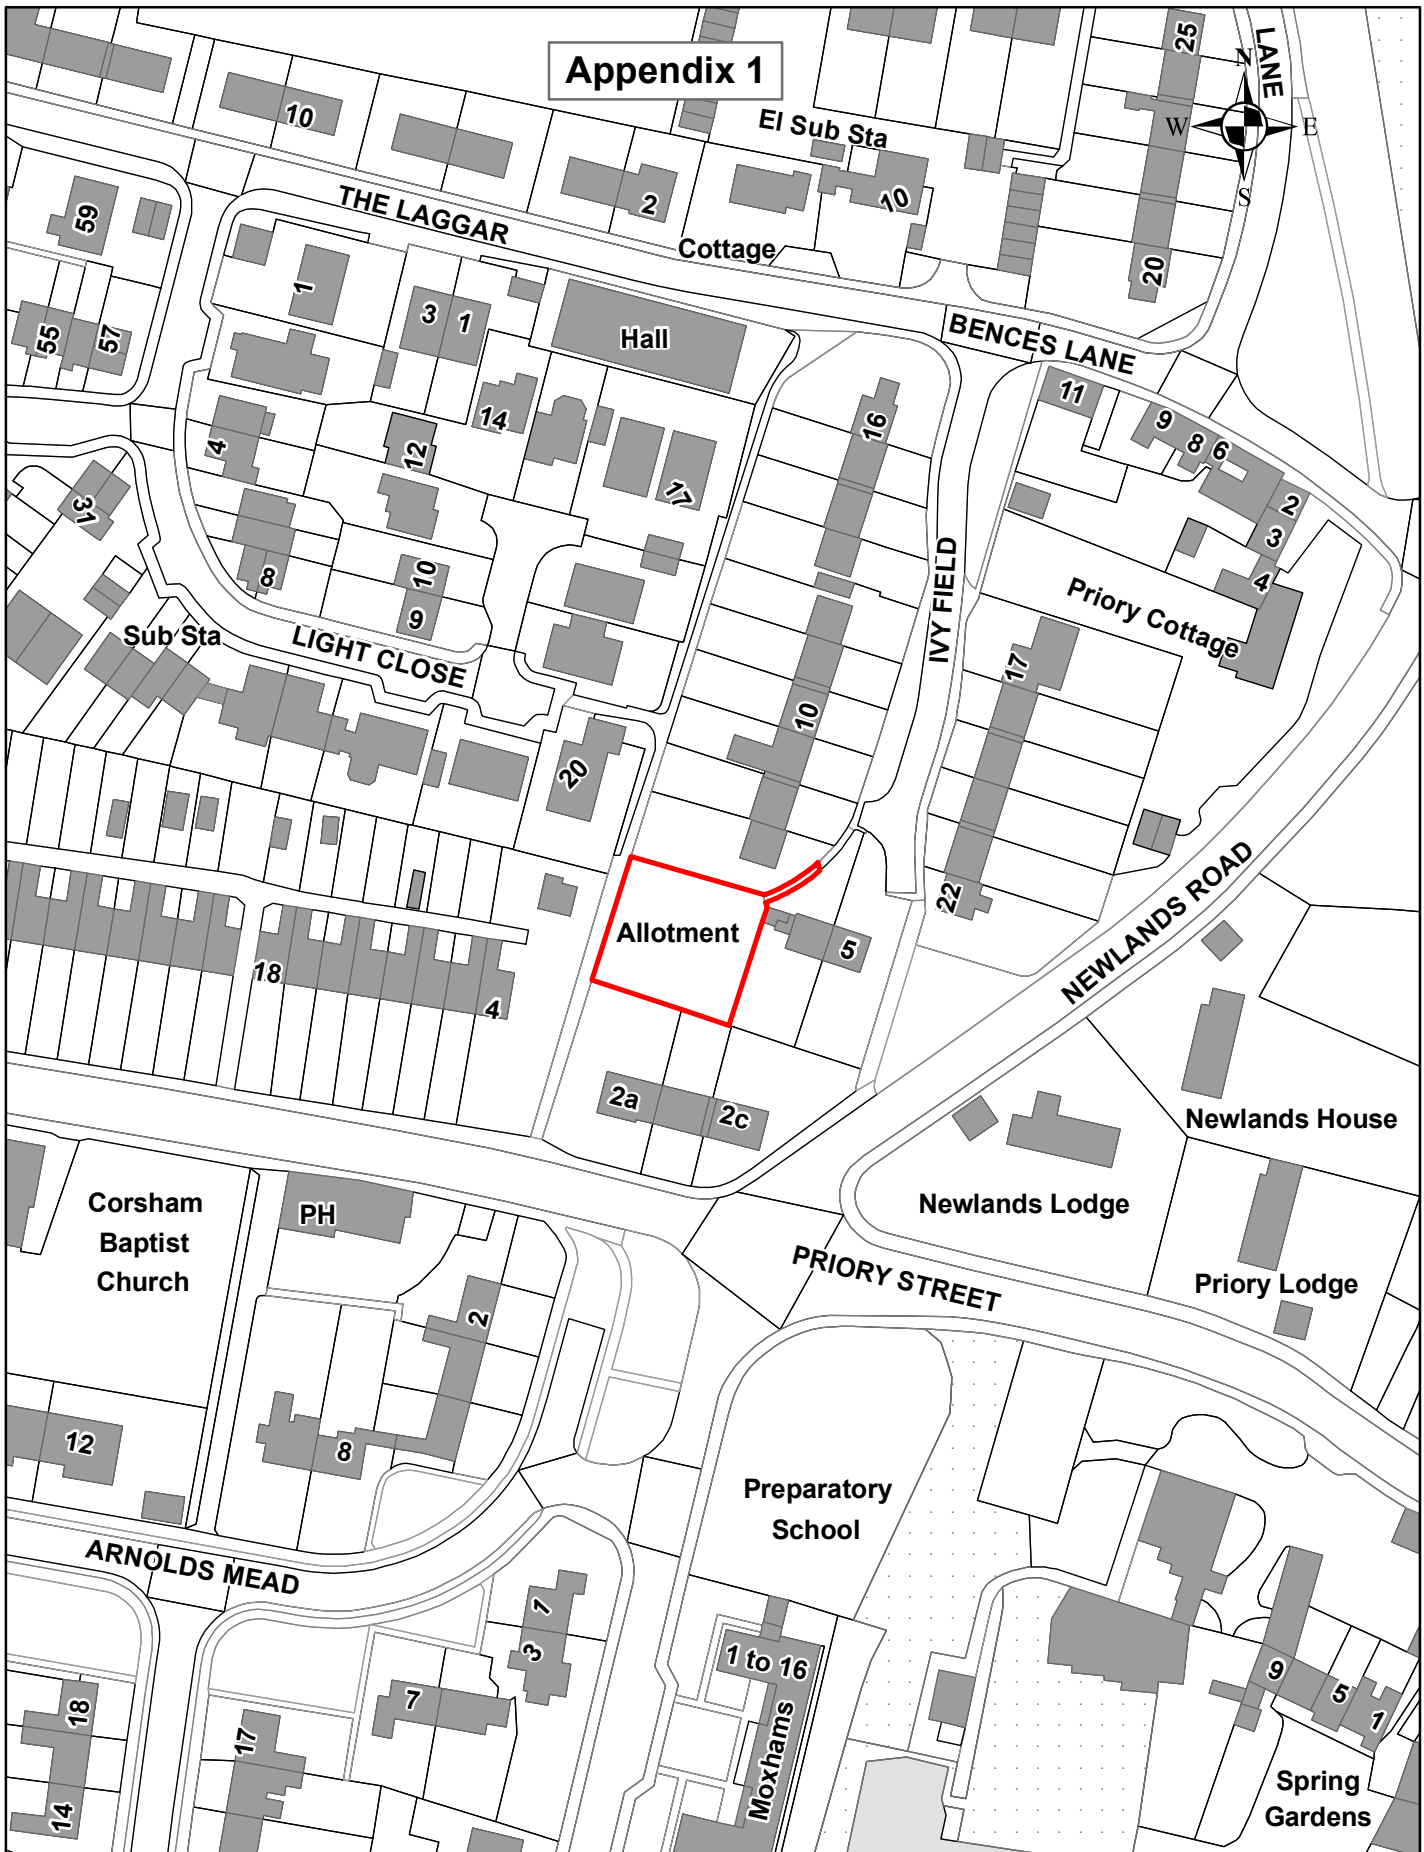 Appendix 1
25
LANE
N
W
E
S
10
El Sub Sta
2
10
59
THE LAGGAR
Cottage
20
1
3
1
Hall
BENCES LANE
55
57
11
14
16
9
8
6
4
12
17
2
31
3
10
8
4
IVY FIELD
Priory Cottage
9
Sub Sta
LIGHT CLOSE
17
10
20
22
NEWLANDS ROAD
Allotment
5
18
4
2a
2c
Newlands House
Corsham
Baptist
Church
PH
Newlands Lodge
PRIORY STREET
Priory Lodge
2
12
8
Preparatory
School
ARNOLDS MEAD
1
3
1 to 16
9
5
1
7
18
17
Moxhams
14
Spring
Gardens